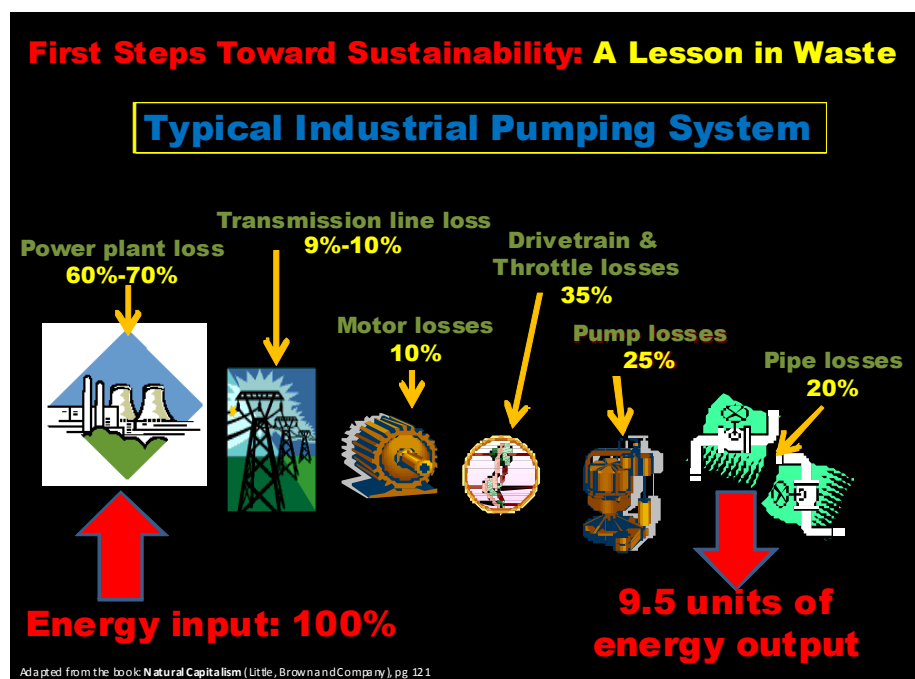 First Steps Toward Sustainability: A Lesson in Waste
Typical Industrial Pumping System
Transmission line loss
9%-10%
Power plant loss
60%-70%
Drivetrain &
Throttle losses
35%
Motor losses
10%
Pump losses
25%
Pipe losses
20%
Energy input: 100%
9.5 units of
energy output
Adapted from the book: Natural Capitalism (Little, Brown and Company), pg 121